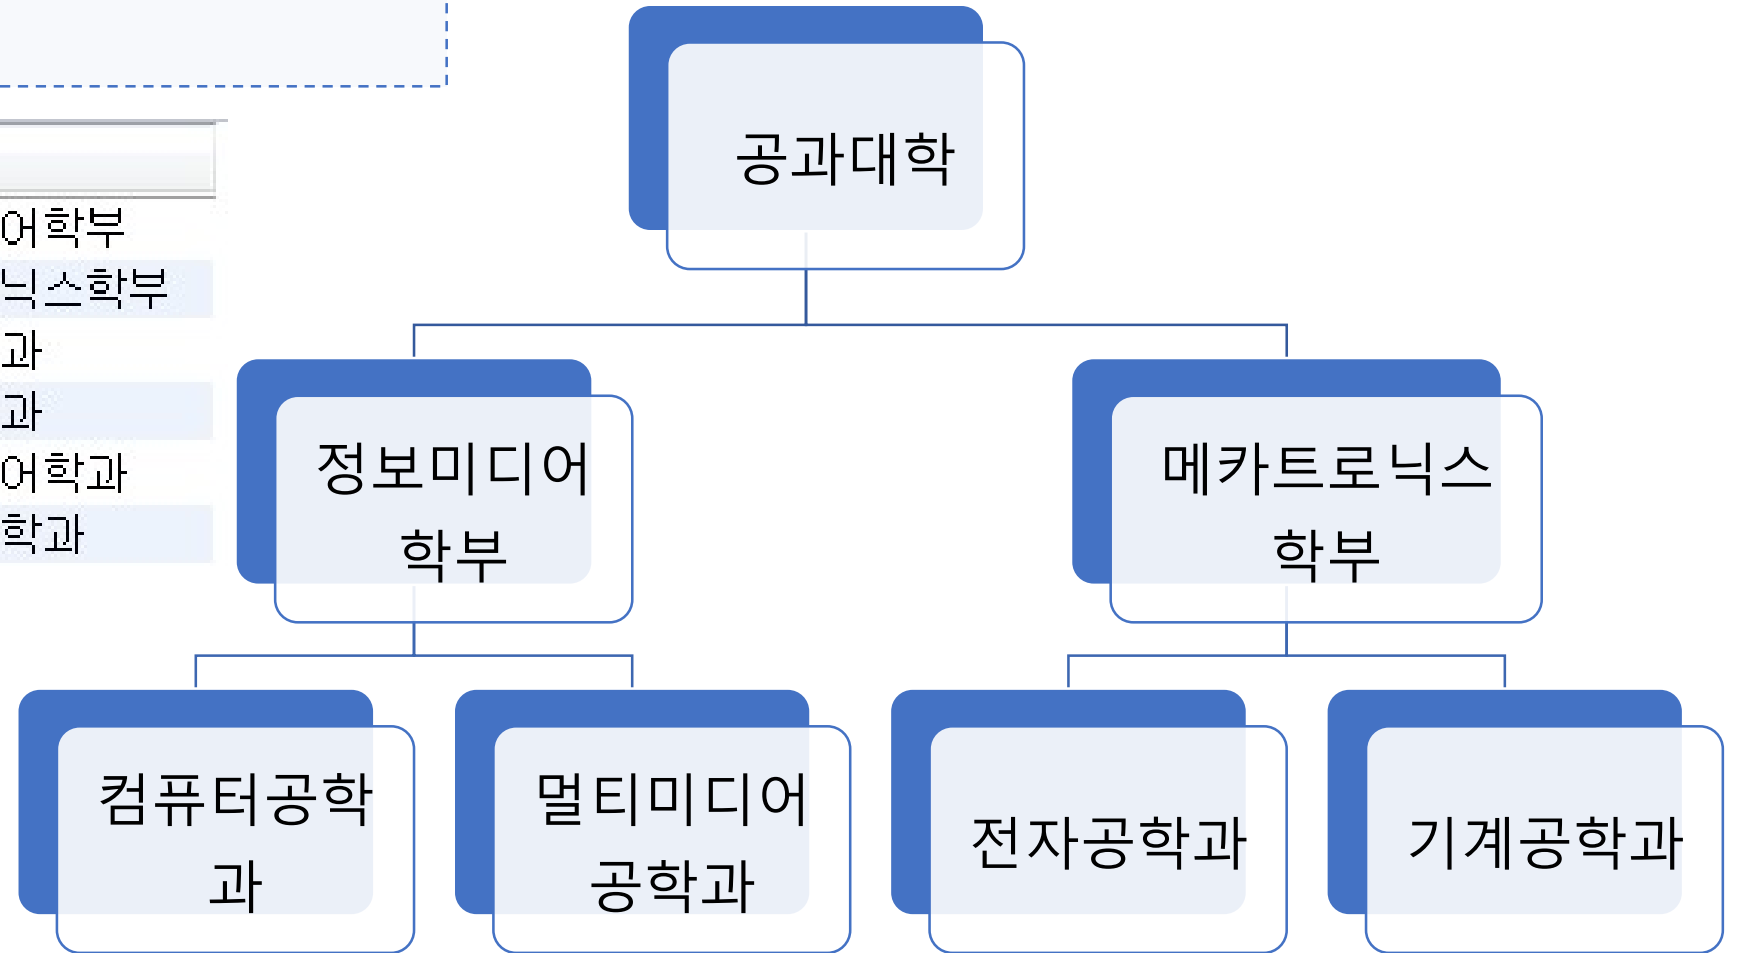 공과대학
어학부
닉스학부
과
과
어학과
학과
정보미디어
학부
메카트로닉스
학부
컴퓨터공학
과
멀티미디어
공학과
전자공학과
기계공학과